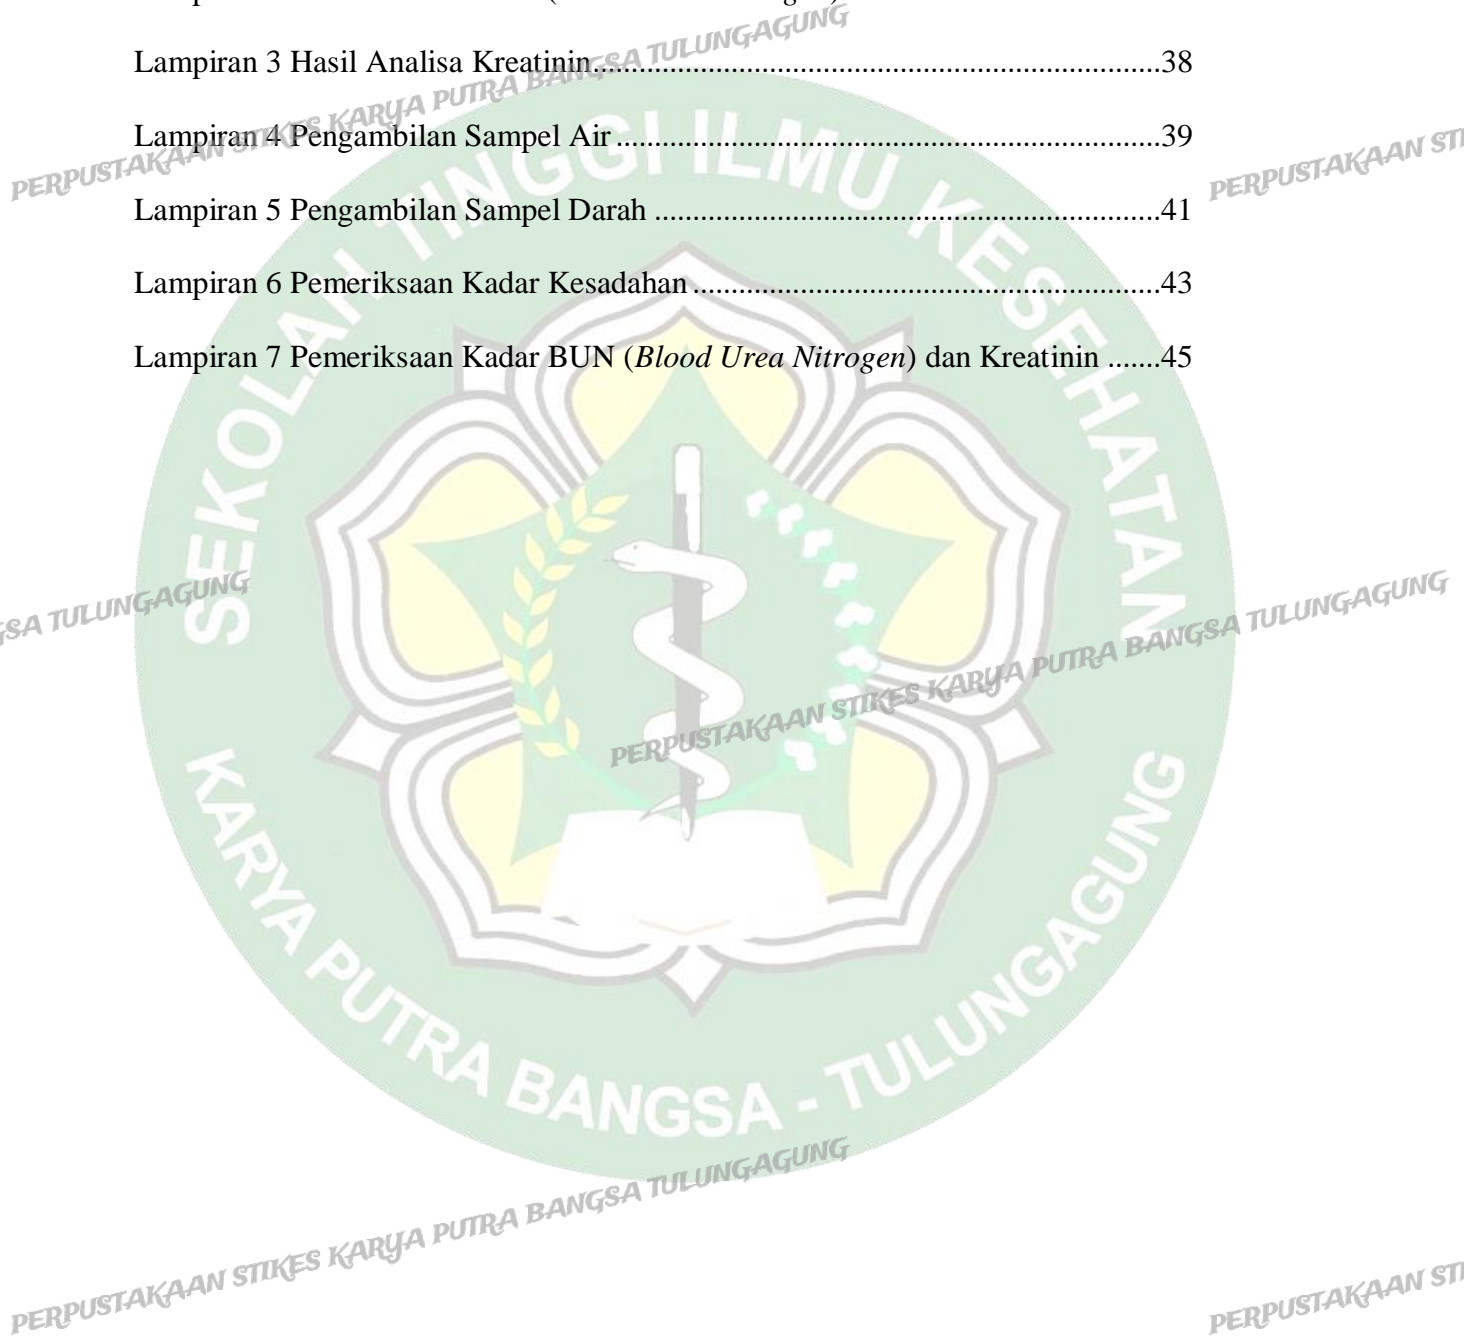 Lampiran 3 Hasil Analisa Kreatinin..........................................................................38
Lampiran 4 Pengambilan Sampel Air.......................................................................39
Lampiran 5 Pengambilan Sampel Darah..................................................................41
Lampiran 6 Pemeriksaan Kadar Kesadahan.............................................................43
Lampiran 7 Pemeriksaan Kadar BUN (Blood Urea Nitrogen) dan Kreatinin.......45
SEKOLAH TINGGI ILMU KESEHATAN
KARYA PUTRA BANGSA - TULUNGAGUNG
PERPUSTAKAAN STIKES KARYA PUTRA BANGSA TULUNGAGUNG
PERPUSTAKAAN
TULUNGAGUNG
PERPUSTAKAAN STIKES KARYA PUTRA BANGSA TULUNGAGUNG
PERPUSTAKAAN STIKES KARYA PUTRA BANGSA TULUNGAGUNG
PERPUSTAKAAN